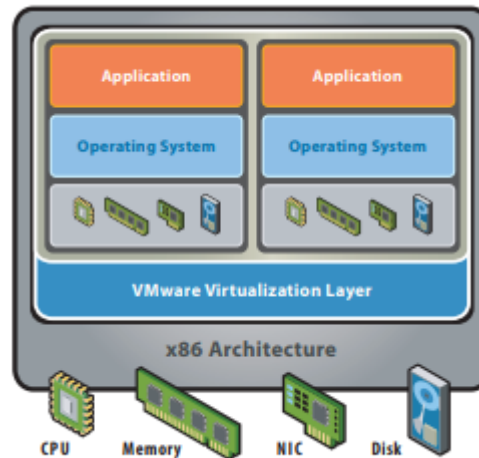 Application Application
Operating System Operating System
VMware Virtualization Layer
x86 Architecture
CPU Memory NIC Disk